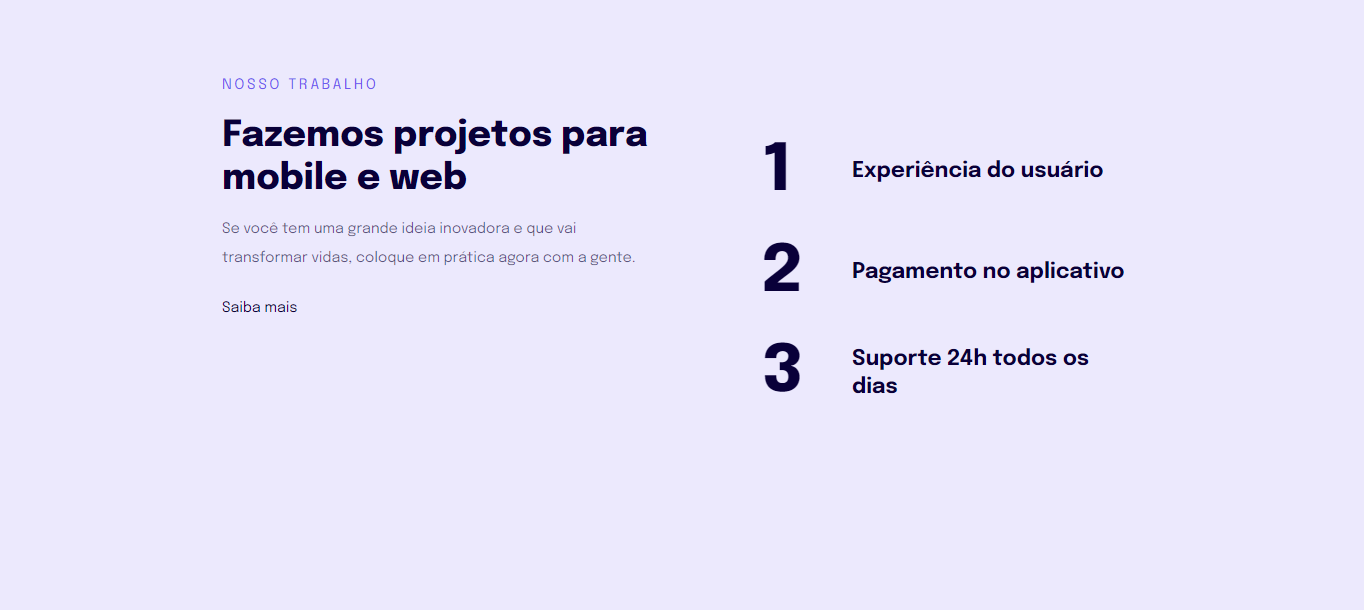 NOSSO TRABALHO
Fazemos projetos para
mobile e web
Se você tem uma grande ideia inovadora e que vai
transformar vidas, coloque em prática agora com a gente.
Saiba mais
1
Experiência do usuário
2
Pagamento no aplicativo
3
Suporte 24h todos os
dias